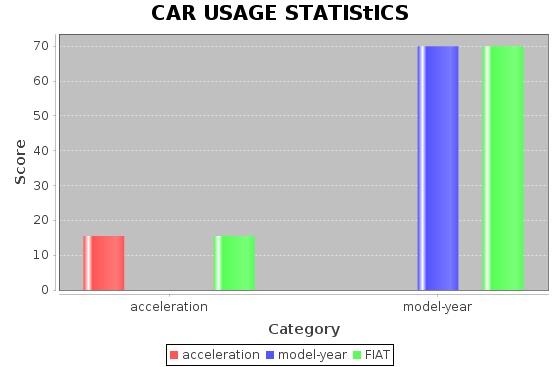 CAR USAGE STATIStICS
70
60
50
40
30
20
10
0
Score
acceleration model-year
Category
acceleration model-year FIAT